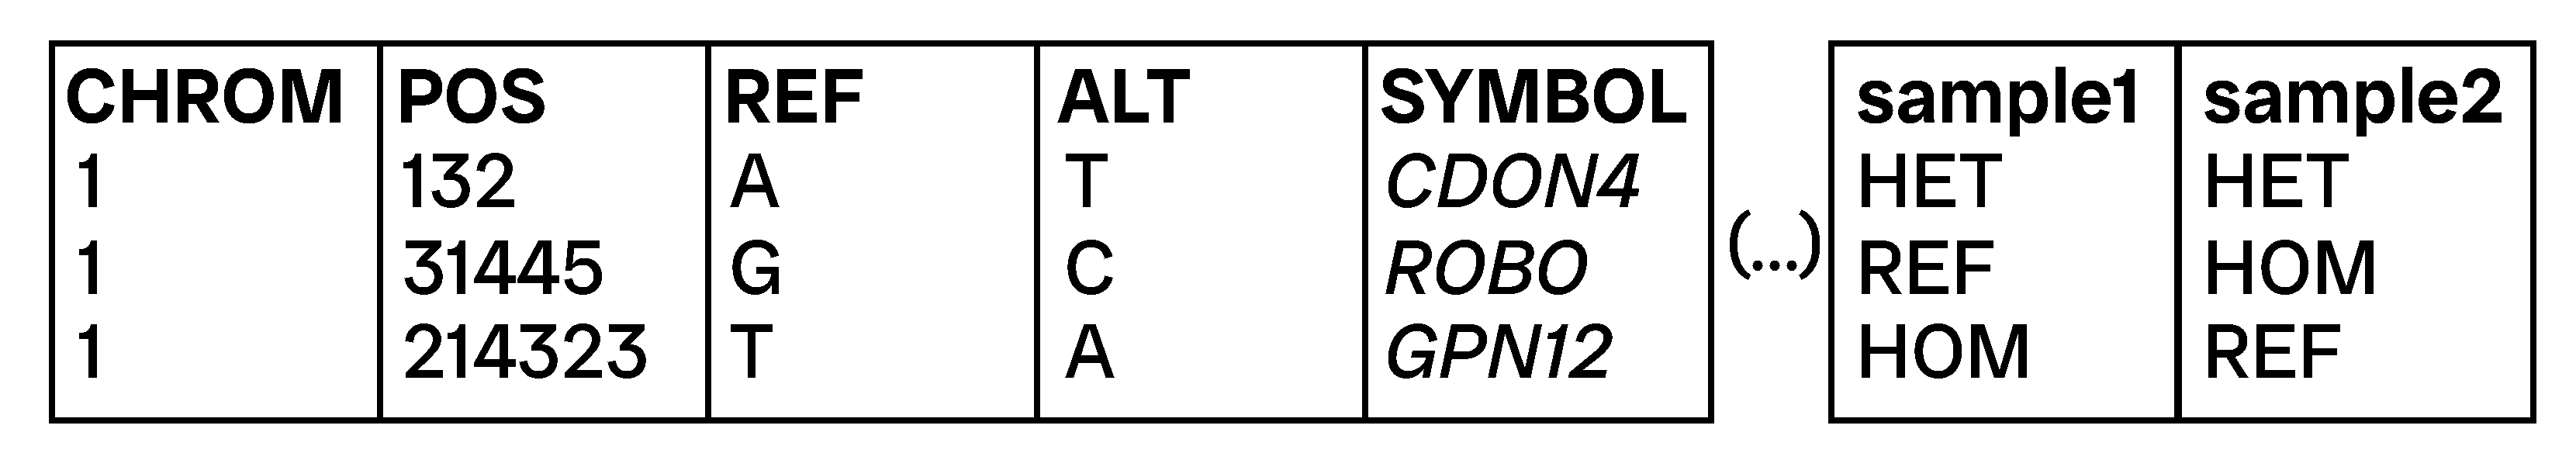 CHROM POS REF ALT SYMBOL sample1 sample2
1 132 A T CDON4 HET HET
1 31445 G C ROBO (...) REF HOM
1 214323 T A GPN12 HOM REF